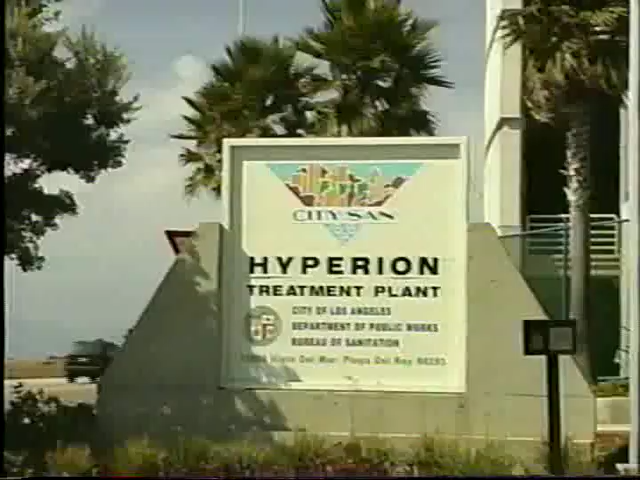 CITY SAN
HYPERION
TREATMENT PLANT
CITY OF LOS ANGELES
DEPARTMENT OF PUBLIC WORKS
BUREAU OF SANITATION
Vista Del Mar Playa Del Rey